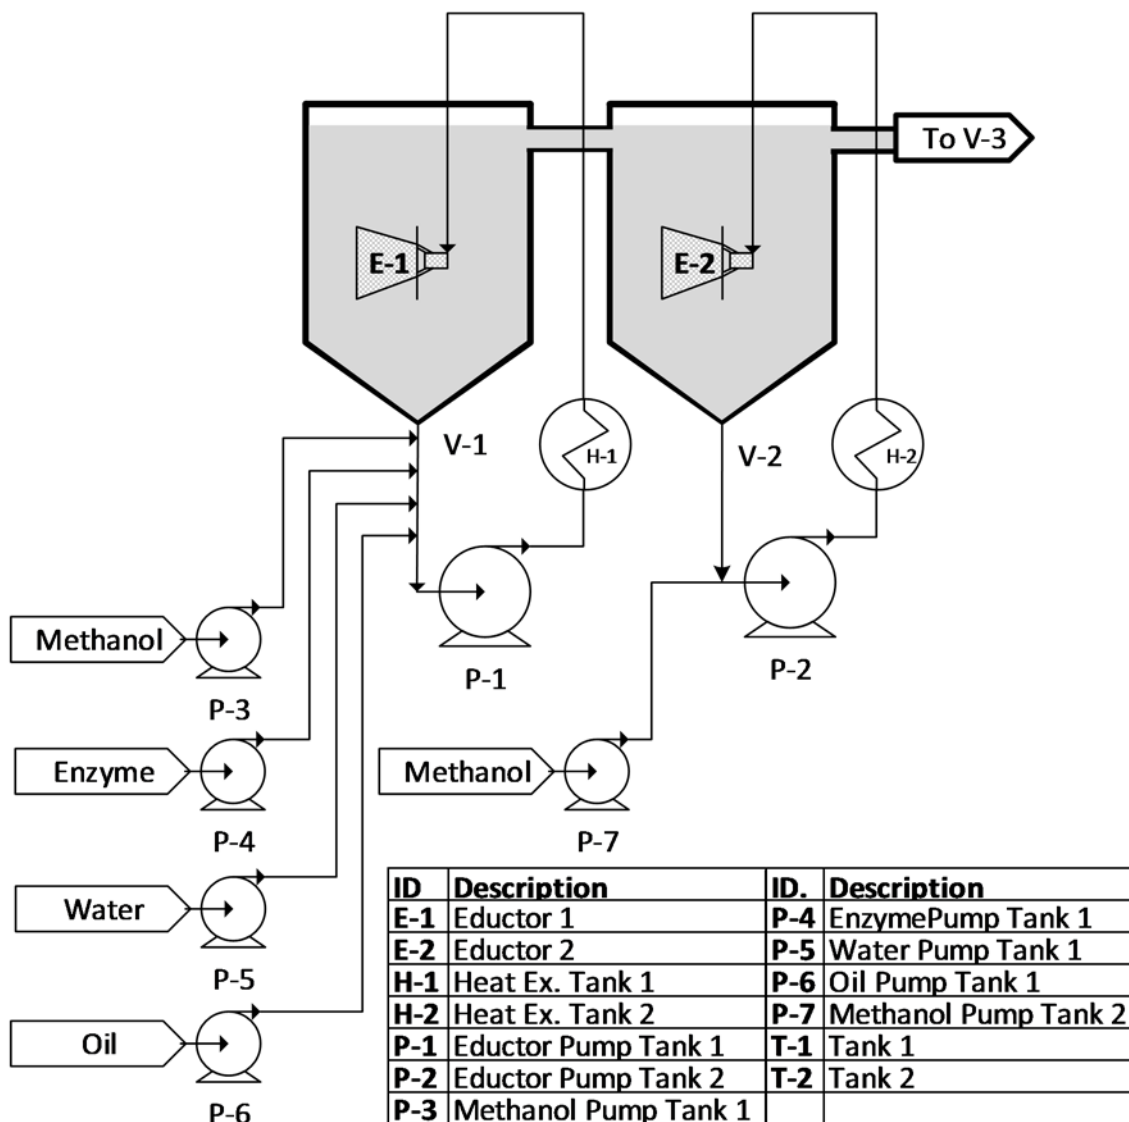 To V-3
E-1
E-2
V-1
H-1
V-2
H-2
P-1
P-2
Methanol
P-3
Enzyme
P-4
Methanol
P-7
Water
P-5
Oil
P-6
ID Description ID. Description
E-1 Eductor 1 P-4 EnzymePump Tank 1
E-2 Eductor 2 P-5 Water Pump Tank 1
H-1 Heat Ex. Tank 1 P-6 Oil Pump Tank 1
H-2 Heat Ex. Tank 2 P-7 Methanol Pump Tank 2
P-1 Eductor Pump Tank 1 T-1 Tank 1
P-2 Eductor Pump Tank 2 T-2 Tank 2
P-3 Methanol Pump Tank 1